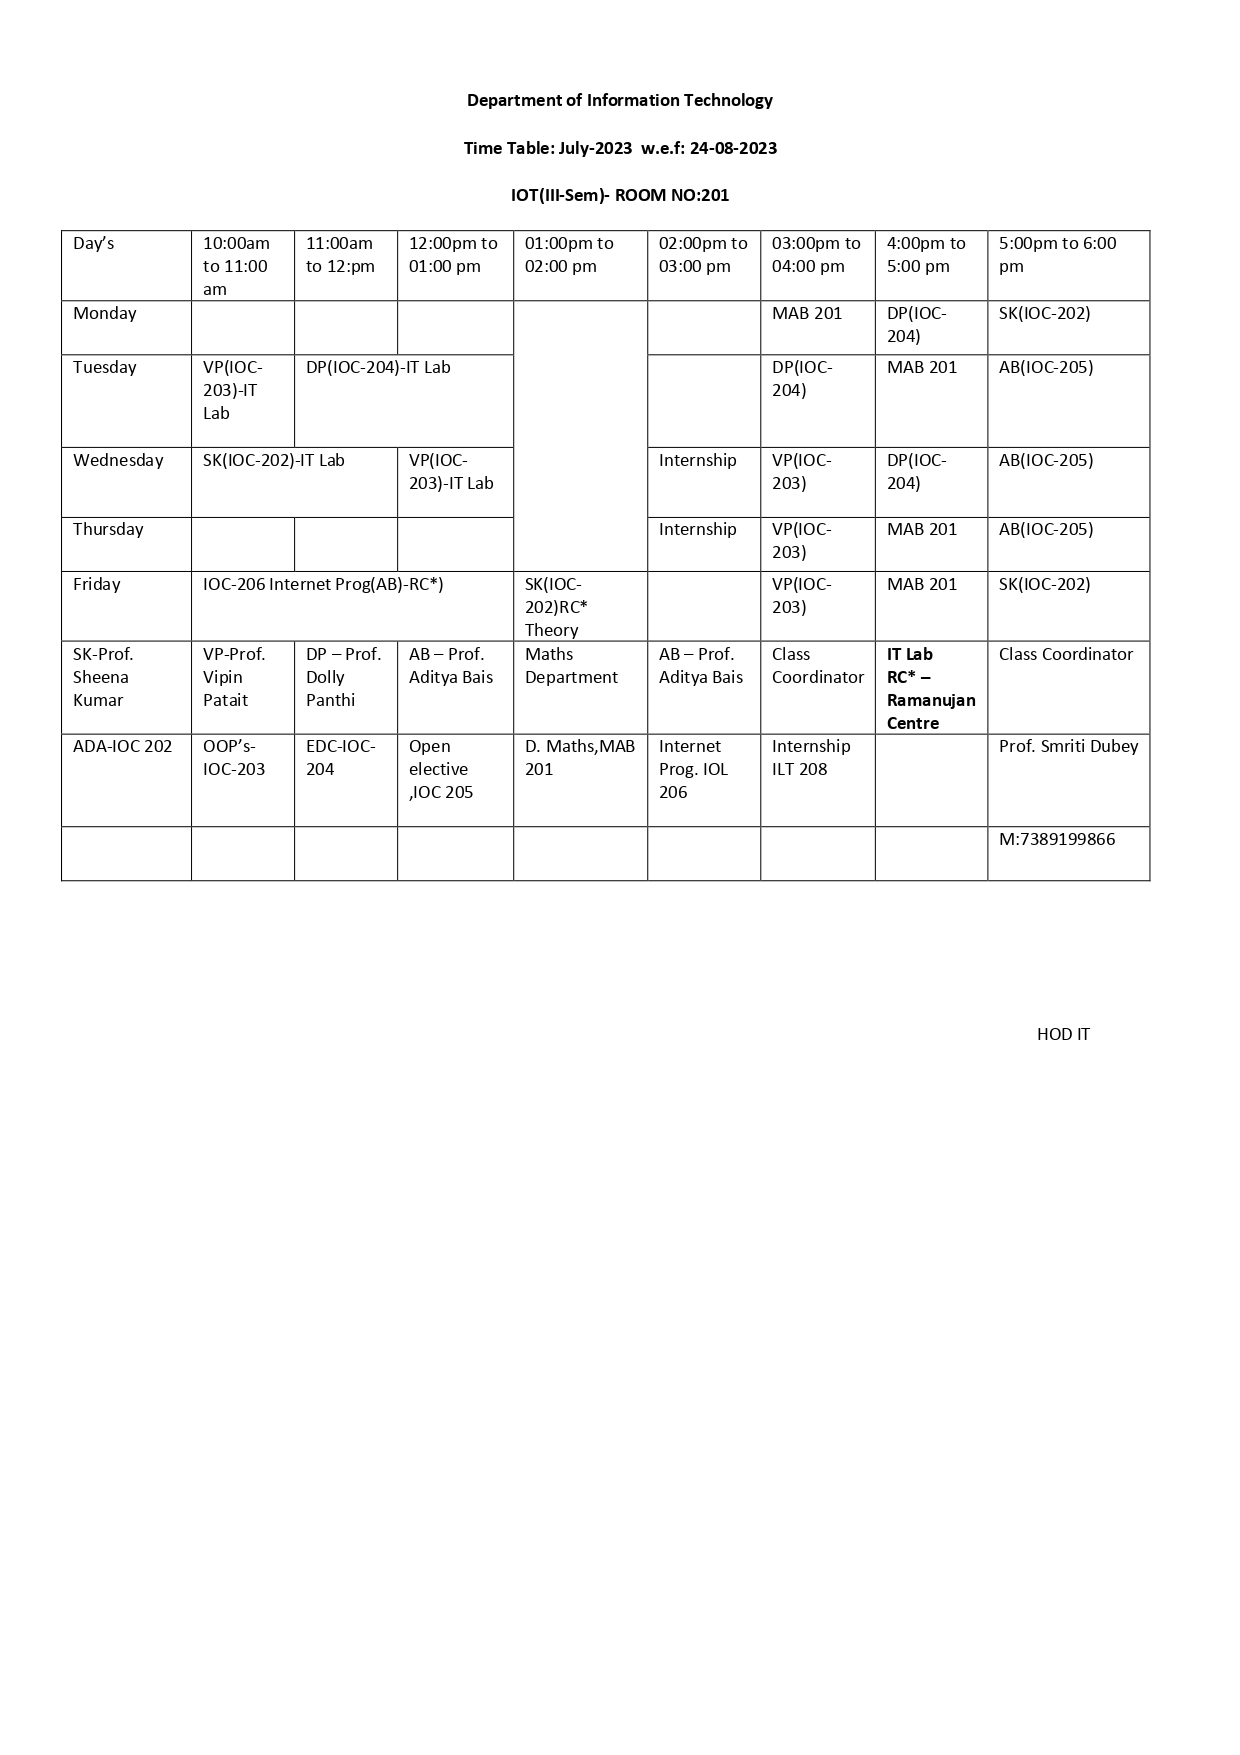 Department of Information Technology
Time Table: July-2023  w.e.f: 24-08-2023
IOT(III-Sem)- ROOM NO:201
Day’s
10:00am
to 11:00
am
11:00am
to 12:pm
12:00pm to
01:00 pm
01:00pm to
02:00 pm
02:00pm to
03:00 pm
03:00pm to
04:00 pm
4:00pm to
5:00 pm
5:00pm to 6:00
pm
Monday
MAB 201
DP(IOC-
204)
SK(IOC-202)
Tuesday
VP(IOC-
203)-IT
Lab
DP(IOC-204)-IT Lab
DP(IOC-
204)
MAB 201
AB(IOC-205)
Wednesday
SK(IOC-202)-IT Lab
VP(IOC-
203)-IT Lab
Internship
VP(IOC-
203)
DP(IOC-
204)
AB(IOC-205)
Thursday
Internship
VP(IOC-
203)
MAB 201
AB(IOC-205)
Friday
IOC-206 Internet Prog(AB)-RC*)
SK(IOC-
202)RC*
Theory
VP(IOC-
203)
MAB 201
SK(IOC-202)
SK-Prof.
Sheena
Kumar
VP-Prof.
Vipin
Patait
DP – Prof.
Dolly
Panthi
AB – Prof.
Aditya Bais
Maths
Department
AB – Prof.
Aditya Bais
Class
Coordinator
IT Lab
RC* –
Ramanujan
Centre
Class Coordinator
ADA-IOC 202
OOP’s-
IOC-203
EDC-IOC-
204
Open
elective
,IOC 205
D. Maths,MAB
201
Internet
Prog. IOL
206
Internship
ILT 208
Prof. Smriti Dubey
M:7389199866
HOD IT